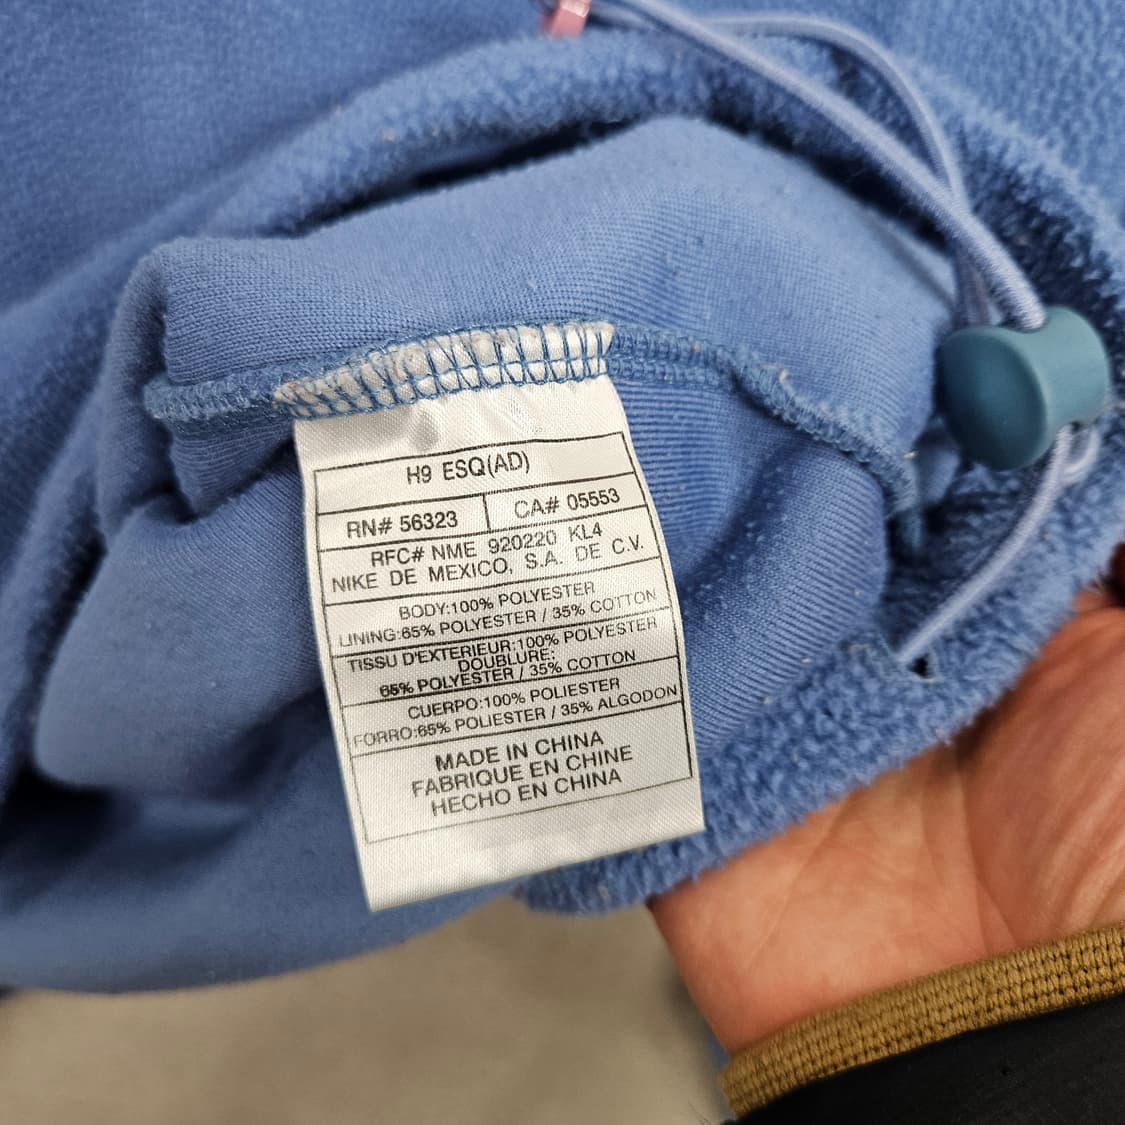 H9 ESQ(AD)
RN# 56323 CA# 05553
RFC# NME 920220 KL4
NIKE DE MEXICO, S.A. DE C.V.
BODY:100% POLYESTER
LINING:65% POLYESTER / 35% COTTON
TISSU D'EXTERIEUR:100% POLYESTER
DOUBLURE:
65% POLYESTER / 35% COTTON
CUERPO:100% POLIESTER
FORRO:65% POLIESTER / 35% ALGODON
MADE IN CHINA
FABRIQUE EN CHINE
HECHO EN CHINA